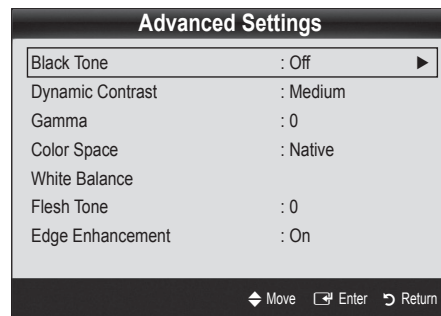 Advanced Settings
Black Tone : Off ►
Dynamic Contrast : Medium
Gamma : 0
Color Space : Native
White Balance
Flesh Tone : 0
Edge Enhancement : On
Move Enter Return